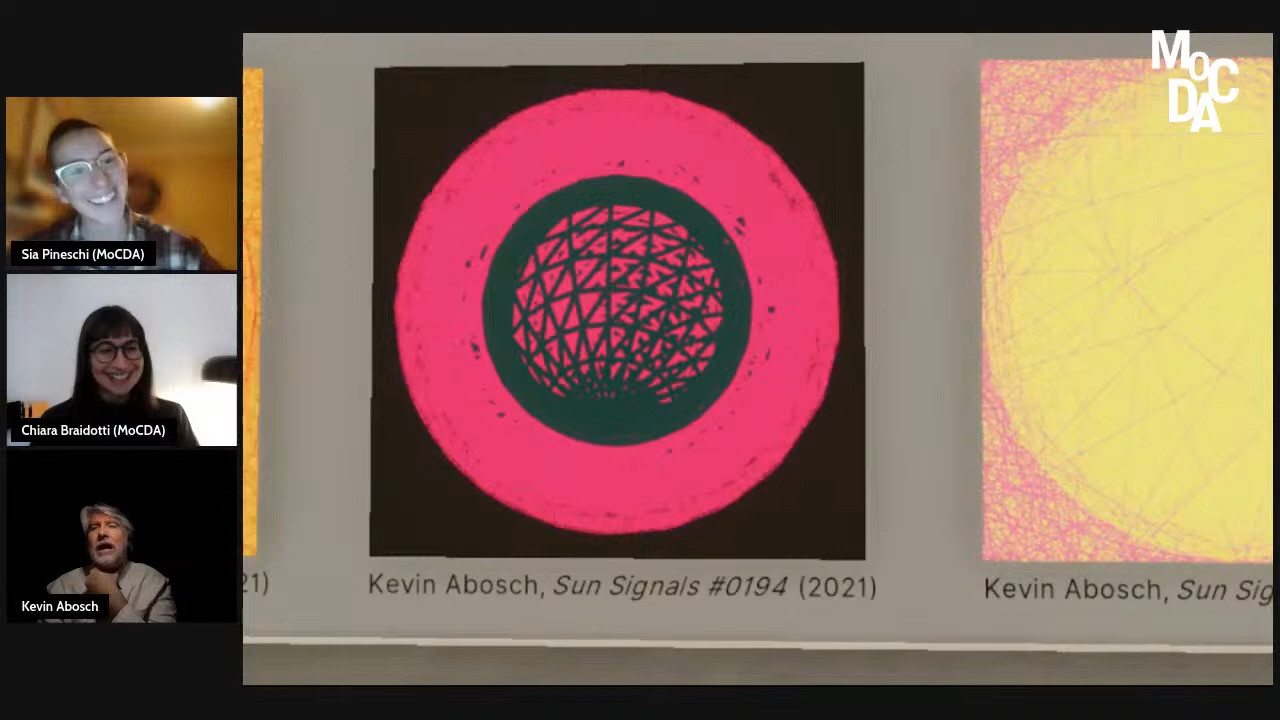 MoCDA
Sia Pineschi (MoCDA)
Chiara Braidotti (MoCDA)
Kevin Abosch
21)
Kevin Abosch, Sun Signals #0194 (2021)
Kevin Abosch, Sun Sig